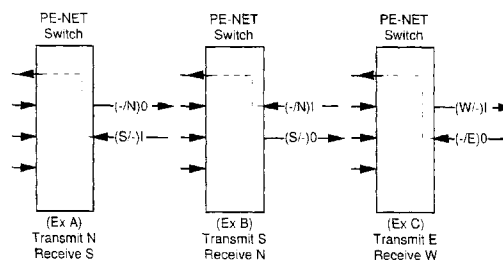 PE-NET Switch
PE-NET Switch
PE-NET Switch
(-/N)0
(S/-)I
(-/N)I
(S/-)0
(W/-)I
(-/E)0
(Ex A)
Transmit N
Receive S
(Ex B)
Transmit S
Receive N
(Ex C)
Transmit E
Receive W